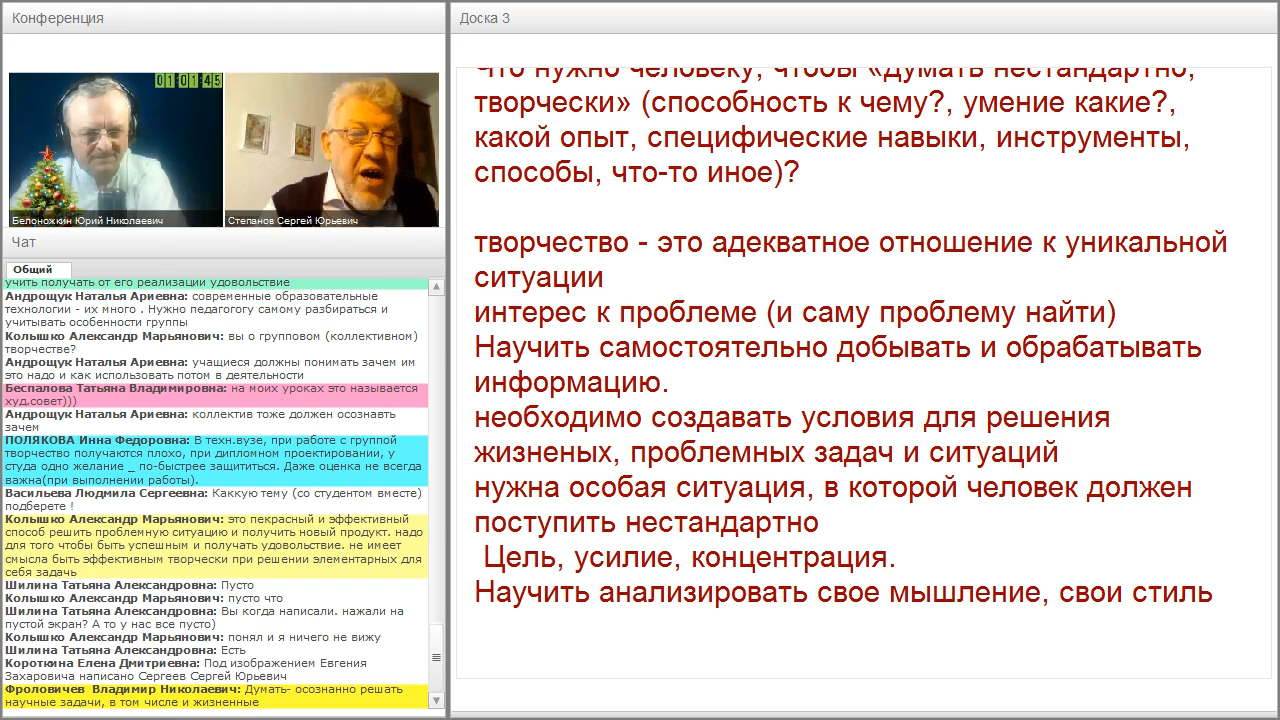 Конференция
01:01:45
Белоножкин Юрий Николаевич
Степанов Сергей Юрьевич
Чат
Общий
учить получать от его реализации удовольствие
Андрощук Наталья Ариевна: современные образовательные
технологии - их много . Нужно педагогогу самому разбираться и
учитывать особенности группы
Колышко Александр Марьянович: вы о групповом (коллективном)
творчестве?
Андрощук Наталья Ариевна: учащиеся должны понимать зачем им
это надо и как использовать потом в деятельности
Беспалова Татьяна Владимировна: на моих уроках это называется
худ.совет)))
Андрощук Наталья Ариевна: коллектив тоже должен осознавть
зачем
ПОЛЯКОВА Инна Федоровна: В техн.вузе, при работе с группой
творчество получаются плохо, при дипломном проектировании, у
студа одно желание _ по-быстрее защититься. Даже оценка не всегда
важна(при выполнении работы).
Васильева Людмила Сергеевна: Каккую тему (со студентом вместе)
подберете !
Колышко Александр Марьянович: это пекрасный и эффективный
способ решить проблемную ситуацию и получить новый продукт. надо
для того чтобы быть успешным и получать удовольствие. не имеет
смысла быть эффективным творчески при решении элементарных для
себя задачь
Шилина Татьяна Александровна: Пусто
Колышко Александр Марьянович: пусто что
Шилина Татьяна Александровна: Вы когда написали. нажали на
пустой экран? А то у нас все пусто)
Колышко Александр Марьянович: понял и я ничего не вижу
Шилина Татьяна Александровна: Есть
Короткина Елена Дмитриевна: Под изображением Евгения
Захаровича написано Сергеев Сергей Юрьевич
Фроловичев Владимир Николаевич: Думать- осознанно решать
научные задачи, в том числе и жизненные
Доска 3
что нужно человеку, чтобы «думать нестандартно,
творчески» (способность к чему?, умение какие?,
какой опыт, специфические навыки, инструменты,
способы, что-то иное)?
творчество - это адекватное отношение к уникальной
ситуации
интерес к проблеме (и саму проблему найти)
Научить самостоятельно добывать и обрабатывать
информацию.
необходимо создавать условия для решения
жизненых, проблемных задач и ситуаций
нужна особая ситуация, в которой человек должен
поступить нестандартно
Цель, усилие, концентрация.
Научить анализировать свое мышление, свои стиль